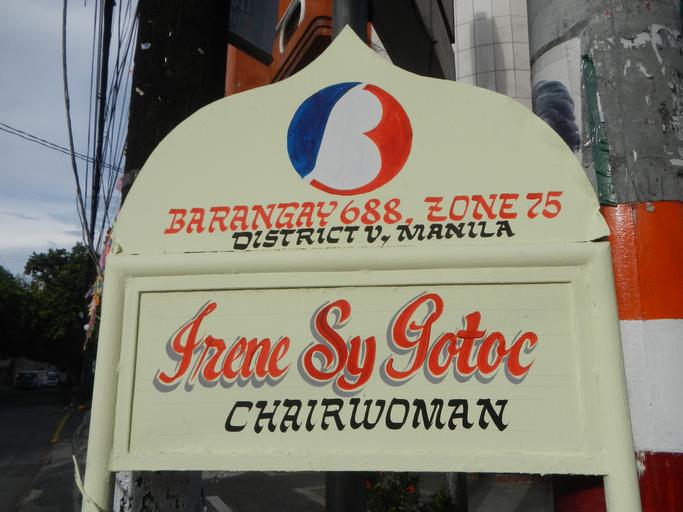 B
BARANGAY 688, ZONE 75
DISTRICT V, MANILA
Irene Sy Gotoc
CHAIRWOMAN